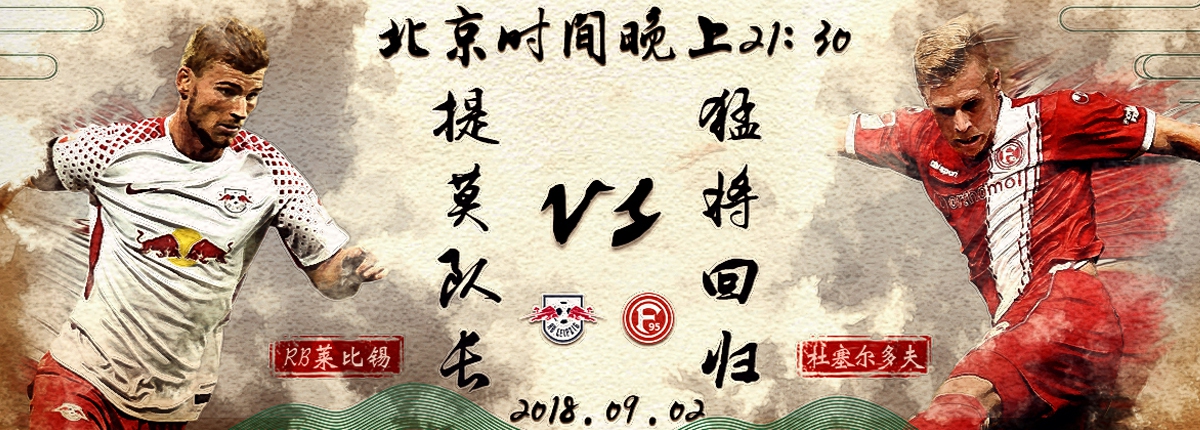 北京时间晚上21:30
提莫队长
VS
猛将回归
RB LEIPZIG
F95
RB莱比锡
杜塞尔多夫
2018.09.02